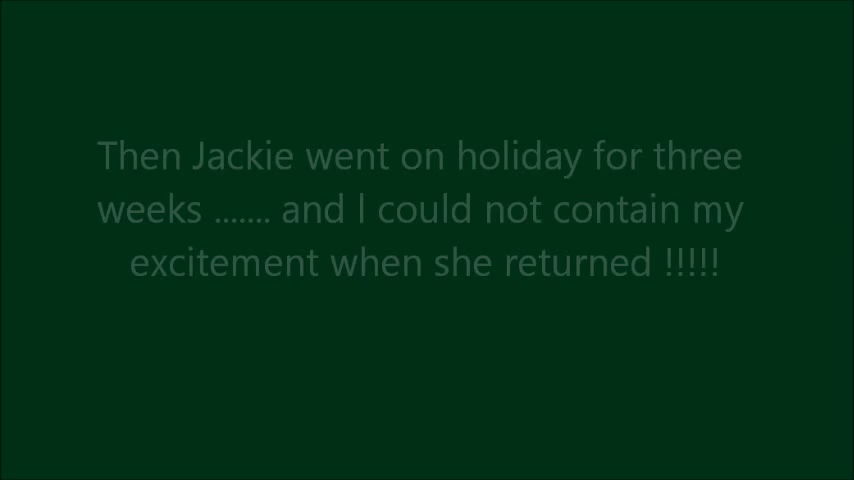 Then Jackie went on holiday for three
weeks ....... and I could not contain my
excitement when she returned !!!!!